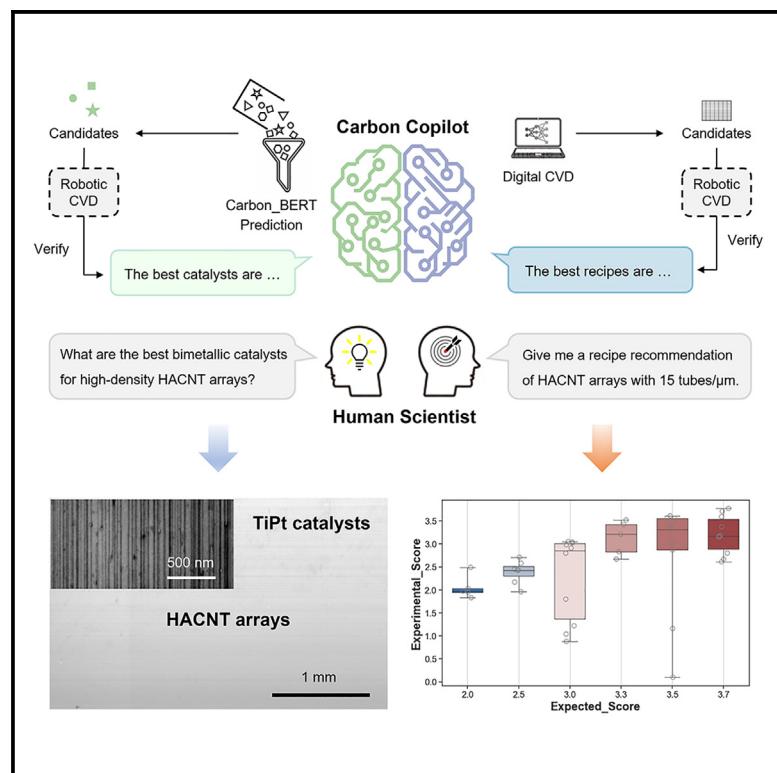 Carbon Copilot
Candidates
Robotic
CVD
Verify
Carbon_BERT
Prediction
Digital CVD
Candidates
Robotic
CVD
Verify
The best catalysts are …
The best recipes are …
What are the best bimetallic catalysts
for high-density HACNT arrays?
Give me a recipe recommendation
of HACNT arrays with 15 tubes/μm.
Human Scientist
500 nm
TiPt catalysts
HACNT arrays
1 mm
Experimental_Score
3.5
3.0
2.5
2.0
1.5
1.0
0.5
0.0
2.0 2.5 3.0 3.3 3.5 3.7
Expected_Score